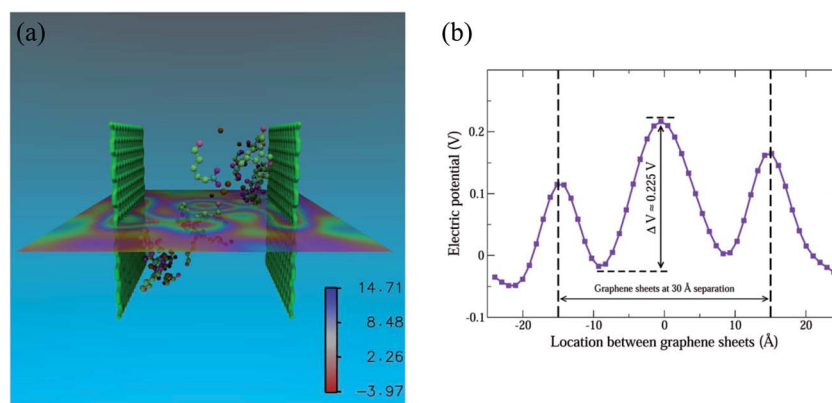 (a)
14.71
8.48
2.26
-3.97
(b)
Electric potential (V)
0.2
0.1
0
-0.1
Δ V = 0.225 V
Graphene sheets at 30 Å separation
-20 -10 0 10 20
Location between graphene sheets (Å)